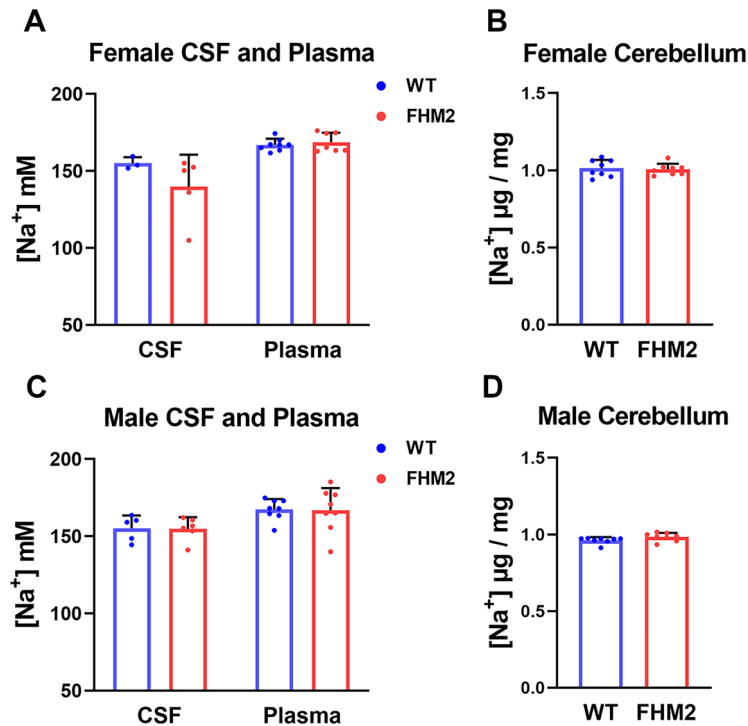 A
Female CSF and Plasma
WT
FHM2
[Na+] mM
200
150
100
50
CSF Plasma
B
Female Cerebellum
[Na+] µg / mg
1.5
1.0
0.5
0.0
WT FHM2
C
Male CSF and Plasma
WT
FHM2
[Na+] mM
200
150
100
50
CSF Plasma
D
Male Cerebellum
[Na+] µg / mg
1.5
1.0
0.5
0.0
WT FHM2